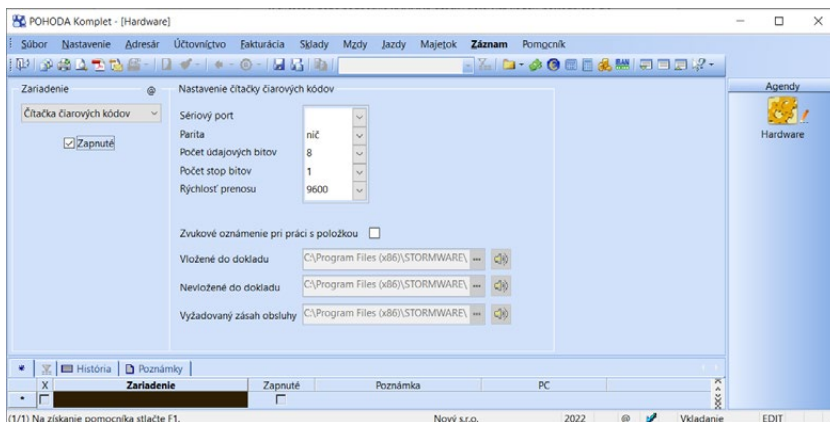 POHODA Komplet - [Hardware]
Súbor Nastavenie Adresár Účtovníctvo Fakturácia Sklady Mzdy Jazdy Majetok Záznam Pomocník
Zariadenie @
Čítačka čiarových kódov
Zapnuté
Nastavenie čítačky čiarových kódov
Sériový port
Parita nič
Počet údajových bitov 8
Počet stop bitov 1
Rýchlosť prenosu 9600
Zvukové oznámenie pri práci s položkou
Vložené do dokladu C:\Program Files (x86)\STORMWARE\ ...
Nevložené do dokladu C:\Program Files (x86)\STORMWARE\ ...
Vyžadovaný zásah obsluhy C:\Program Files (x86)\STORMWARE\ ...
Agendy
Hardware
* História Poznámky
X Zariadenie Zapnuté Poznámka PC
(1/1) Na získanie pomocníka stlačte F1. Nový s.r.o. 2022 @ Vkladanie EDIT